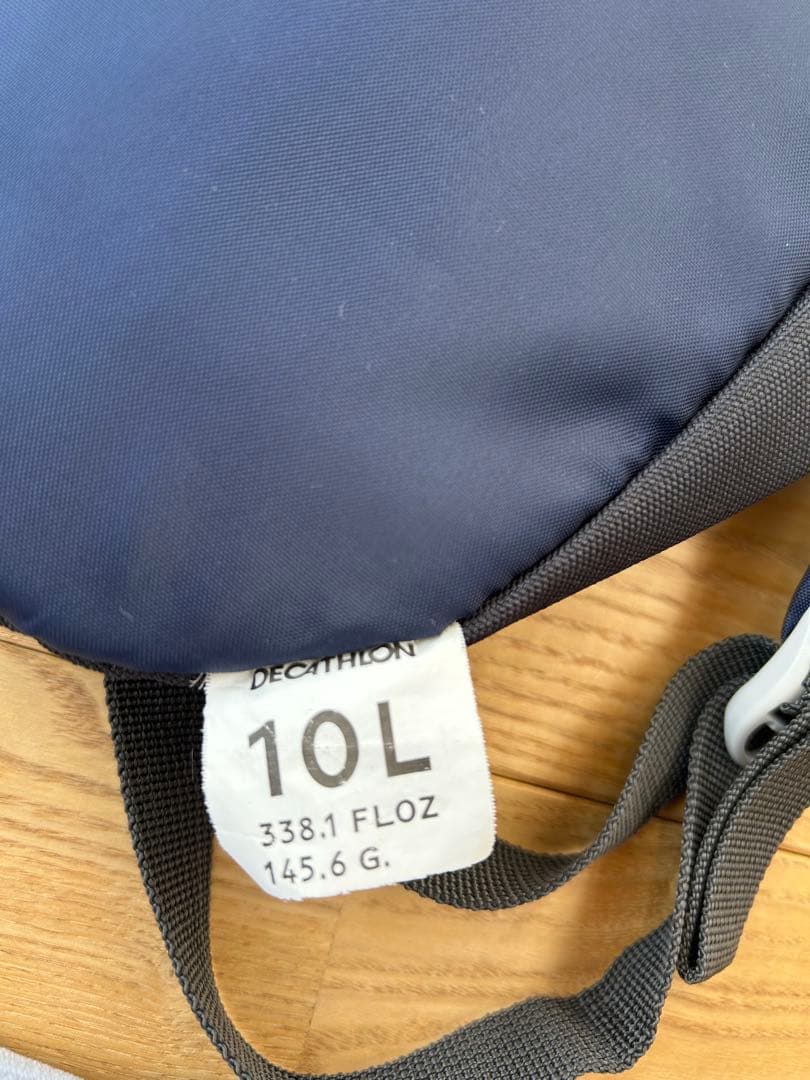 DECATHLON
10L
338.1 FLOZ
145.6 G.